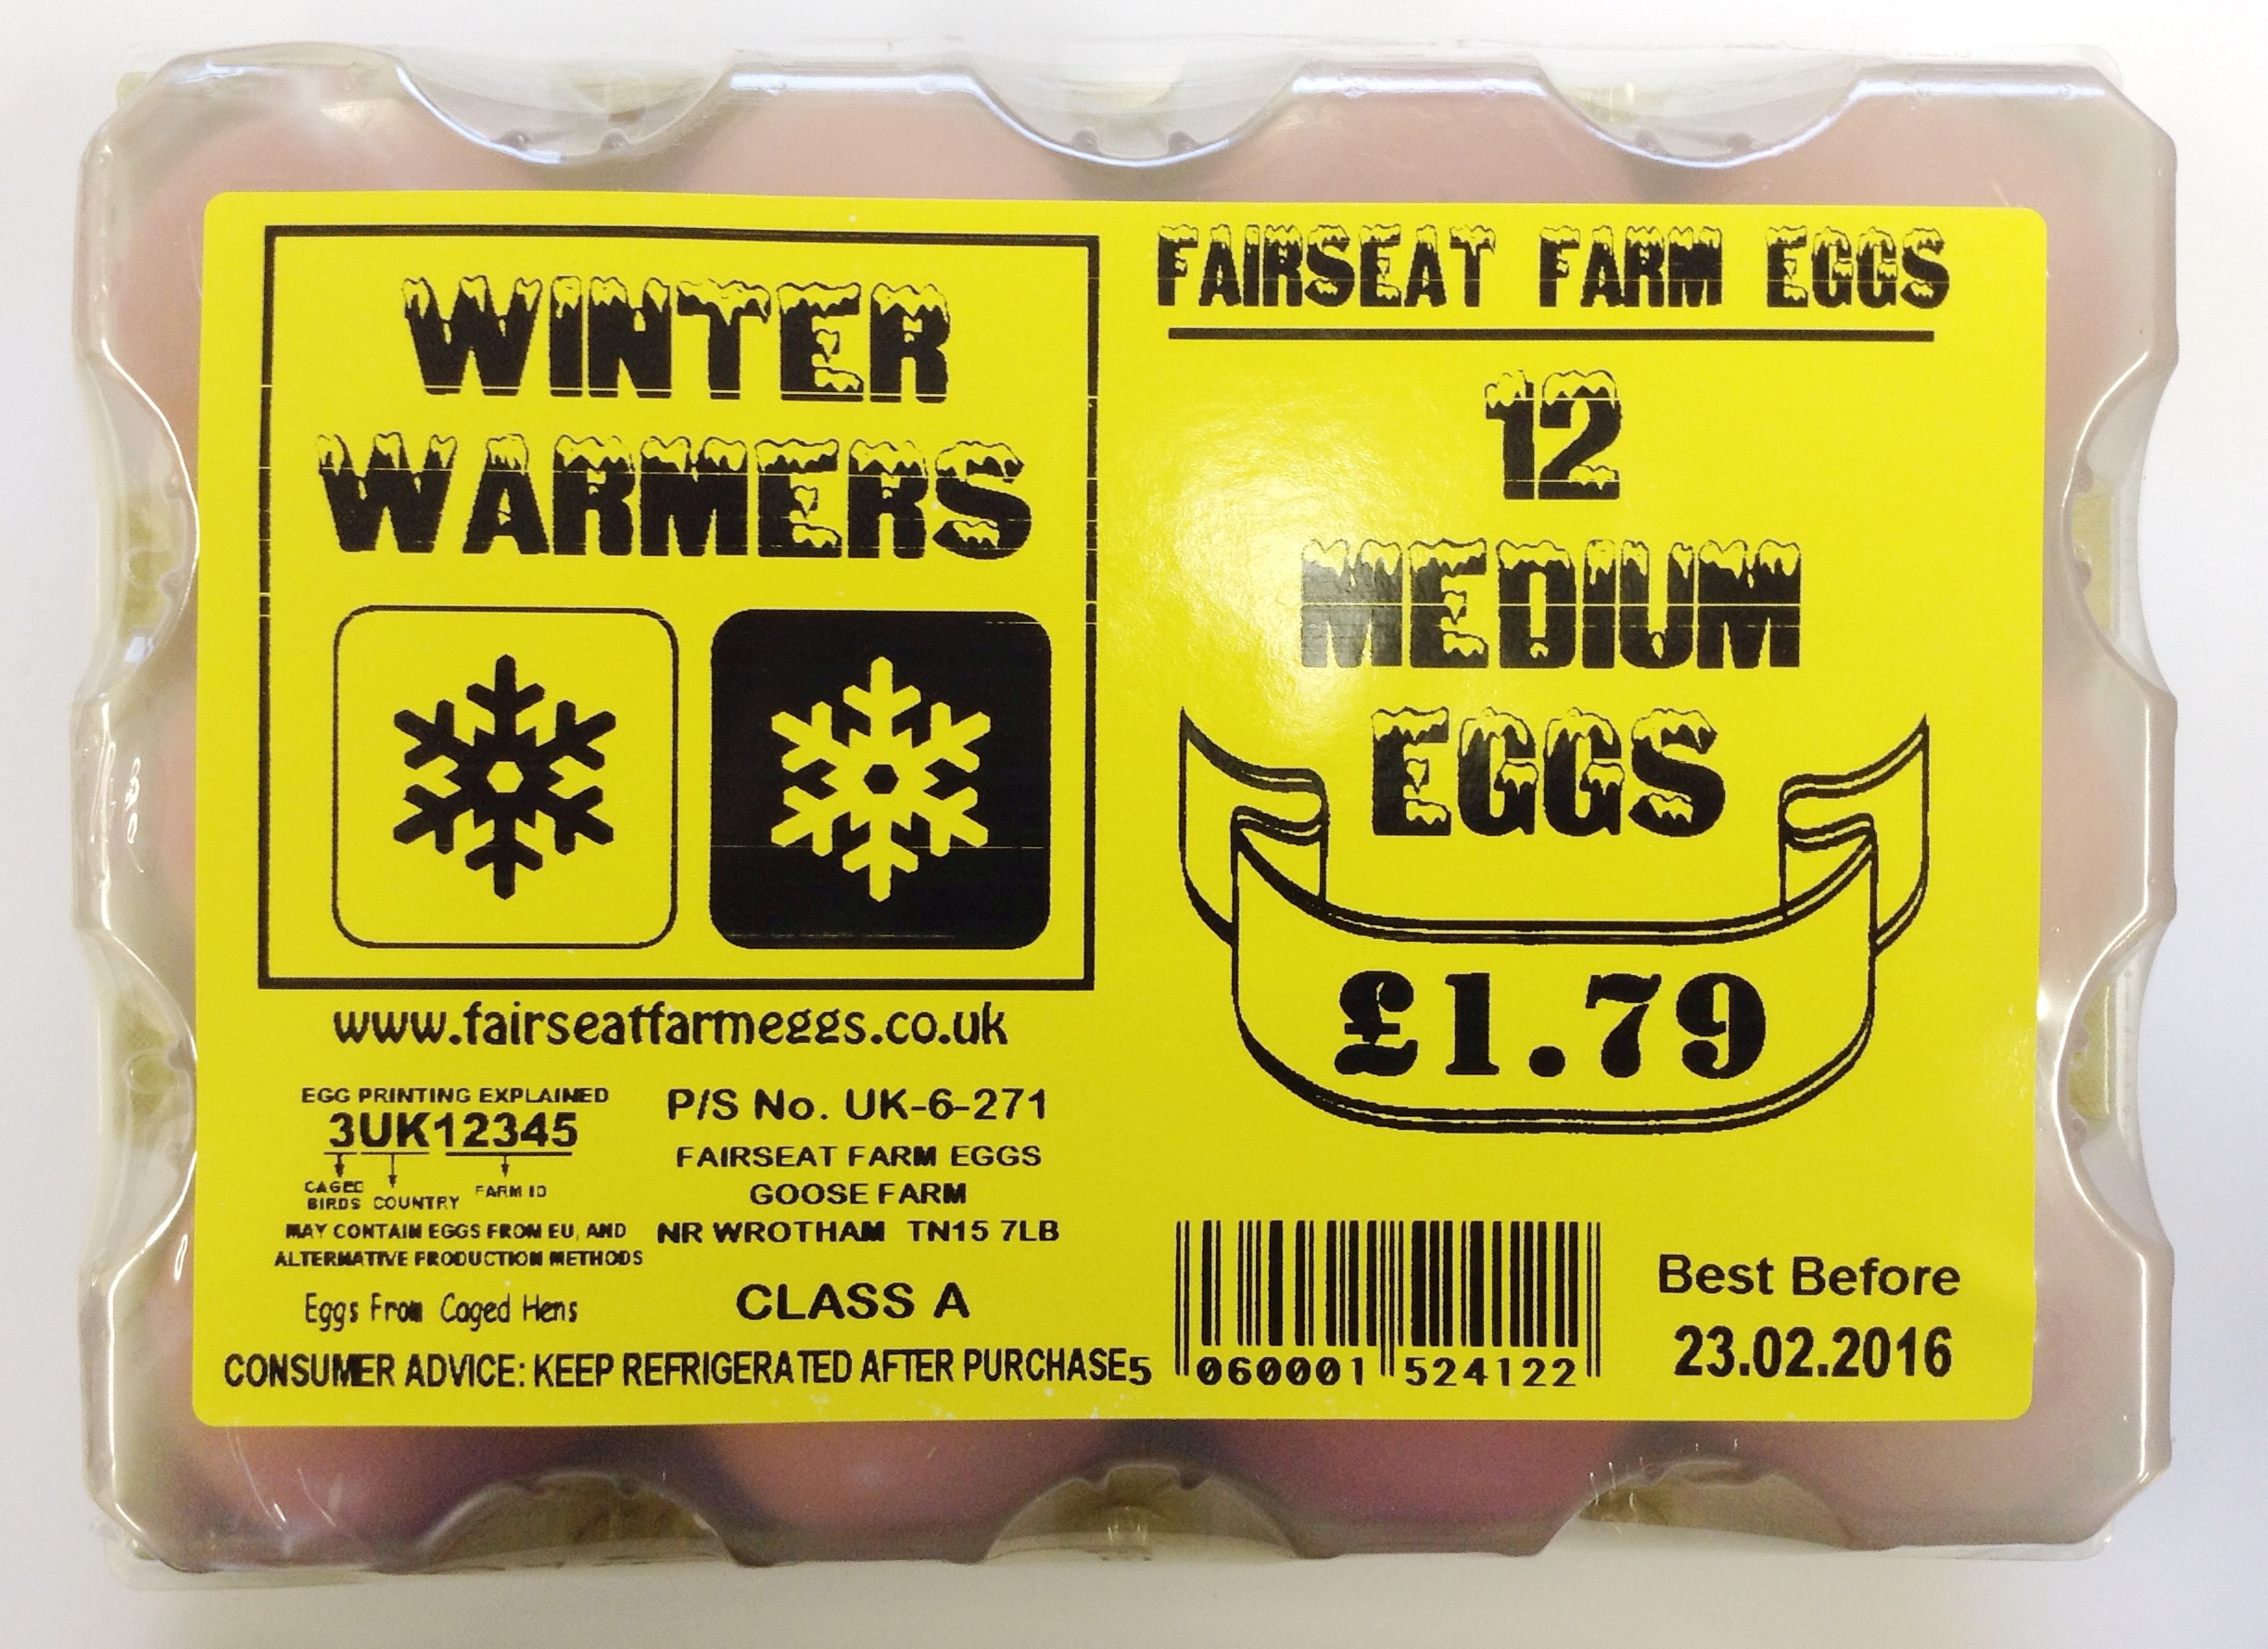 WINTER
WARMERS
www.fairseatfarmeggs.co.uk
EGG PRINTING EXPLAINED
3UK12345
CAGED
BIRDS COUNTRY FARM ID
MAY CONTAIN EGGS FROM EU, AND
ALTERNATIVE PRODUCTION METHODS
Eggs From Caged Hens
P/S No. UK-6-271
FAIRSEAT FARM EGGS
GOOSE FARM
NR WROTHAM TN15 7LB
CLASS A
CONSUMER ADVICE: KEEP REFRIGERATED AFTER PURCHASE
FAIRSEAT FARM EGGS
12
MEDIUM
EGGS
£1.79
5 060001 524122
Best Before
23.02.2016